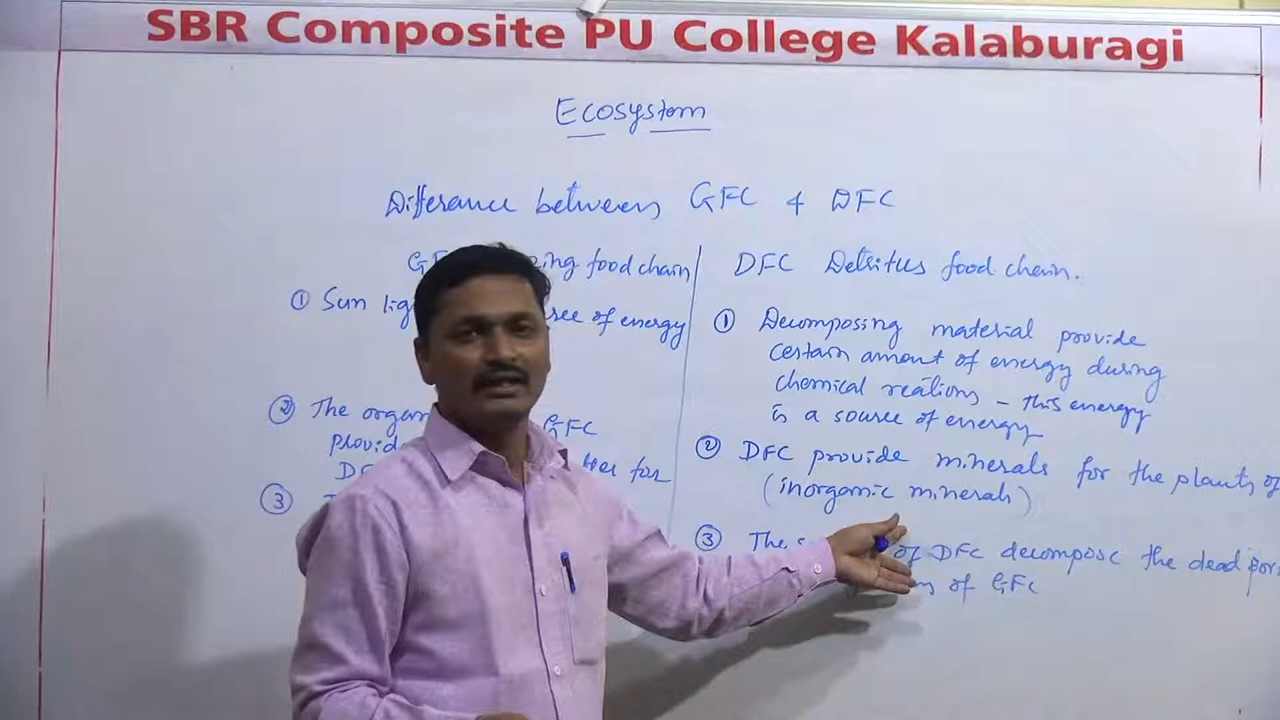 SBR Composite PU College Kalaburagi
Ecosystem
Difference between GFC & DFC
food chain
① Sun of energy
② The GFC
for
③
DFC Detritus food chain.
① Decomposing material provide
certain amount of energy during
chemical reations – this energy
is a source of energy
② DFC provide minerals for the plants of
(inorganic minerals)
③ The of DFC decompose the dead
of GFC